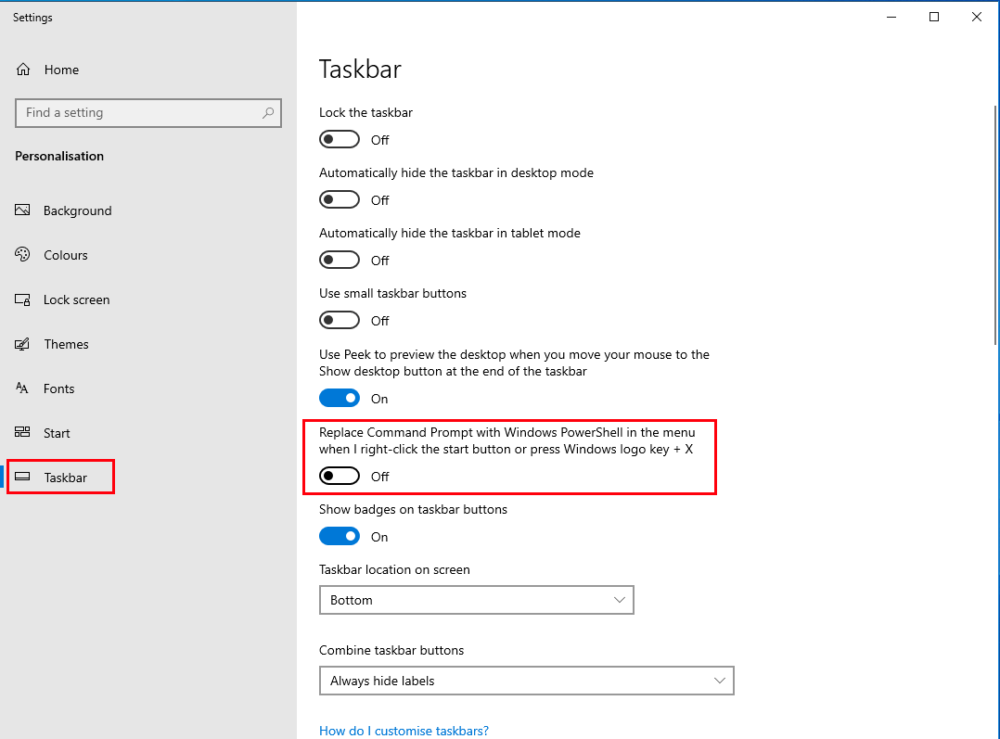 Settings
Home
Find a setting
Personalisation
Background
Colours
Lock screen
Themes
Fonts
Start
Taskbar
Taskbar
Lock the taskbar
Off
Automatically hide the taskbar in desktop mode
Off
Automatically hide the taskbar in tablet mode
Off
Use small taskbar buttons
Off
Use Peek to preview the desktop when you move your mouse to the
Show desktop button at the end of the taskbar
On
Replace Command Prompt with Windows PowerShell in the menu
when I right-click the start button or press Windows logo key + X
Off
Show badges on taskbar buttons
On
Taskbar location on screen
Bottom
Combine taskbar buttons
Always hide labels
How do I customise taskbars?